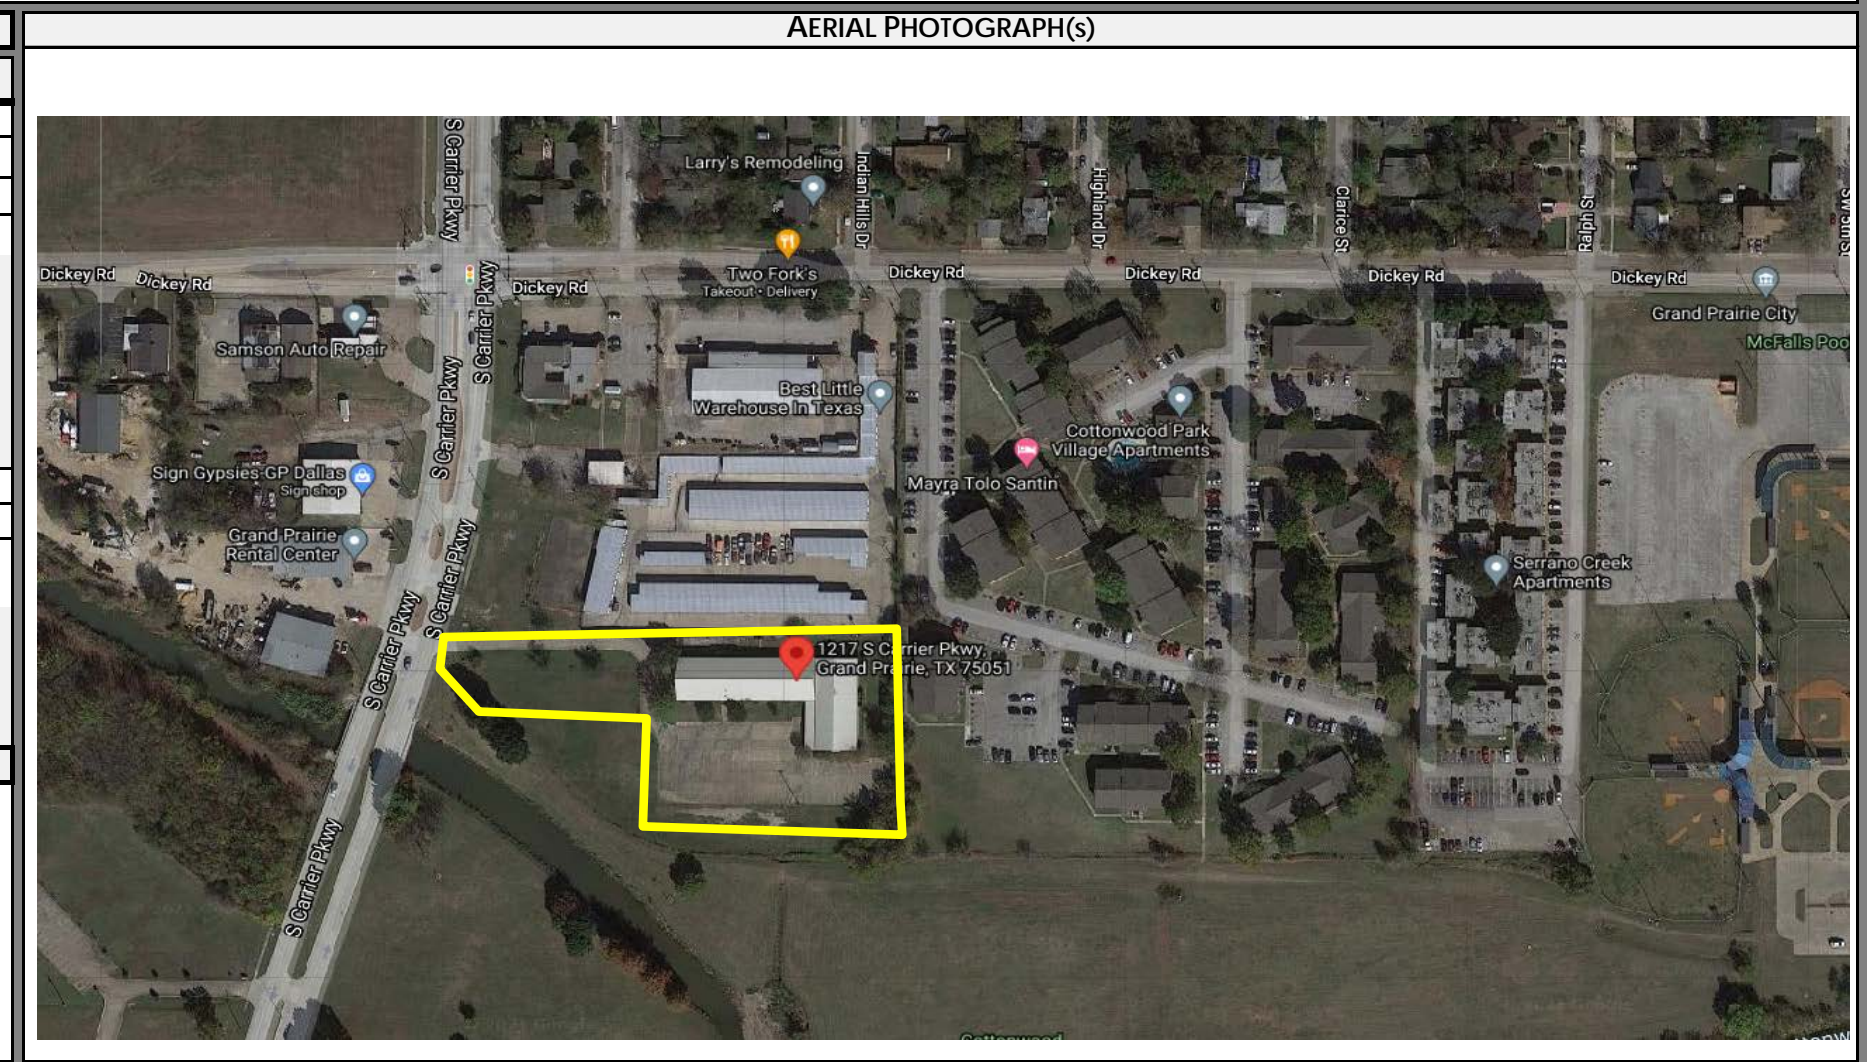 AERIAL PHOTOGRAPH(s)
S Carrier Pkwy
Larry's Remodeling
Indian Hills Dr
Highland Dr
Clarice St
Ralph St
SW 5th St
Dickey Rd
Dickey Rd
S Carrier Pkwy
Dickey Rd
Two Fork's
Takeout • Delivery
Dickey Rd
Dickey Rd
Dickey Rd
Dickey Rd
Grand Prairie City
McFalls Poo
Samson Auto Repair
S Carrier Pkwy
Best Little
Warehouse In Texas
Cottonwood Park
Village Apartments
Mayra Tolo Santin
Sign Gypsies-GP Dallas
Sign shop
Grand Prairie
Rental Center
S Carrier Pkwy
Serrano Creek
Apartments
S Carrier Pkwy
1217 S Carrier Pkwy,
Grand Prairie, TX 75051
S Carrier Pkwy
Cottonwood